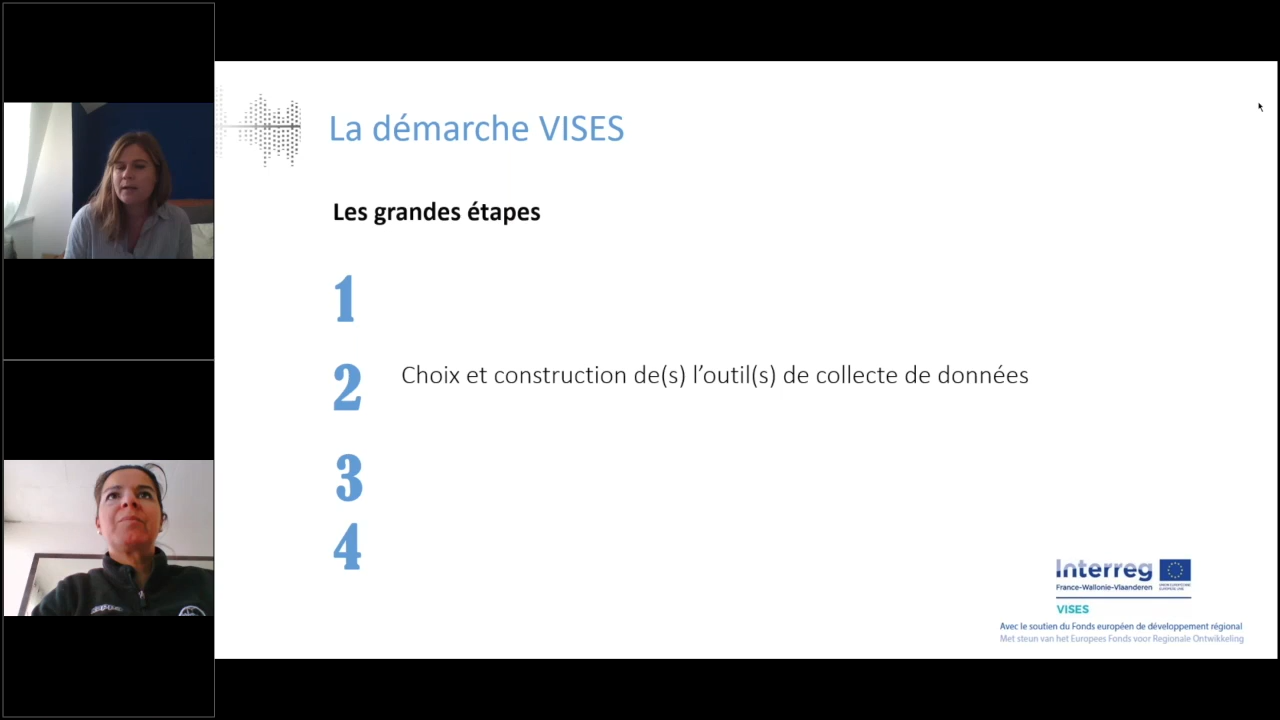 La démarche VISES
Les grandes étapes
1
2 Choix et construction de(s) l’outil(s) de collecte de données
3
4
Interreg
France-Wallonie-Vlaanderen
VISES
Avec le soutien du Fonds européen de développement régional
Met steun van het Europees Fonds voor Regionale Ontwikkeling